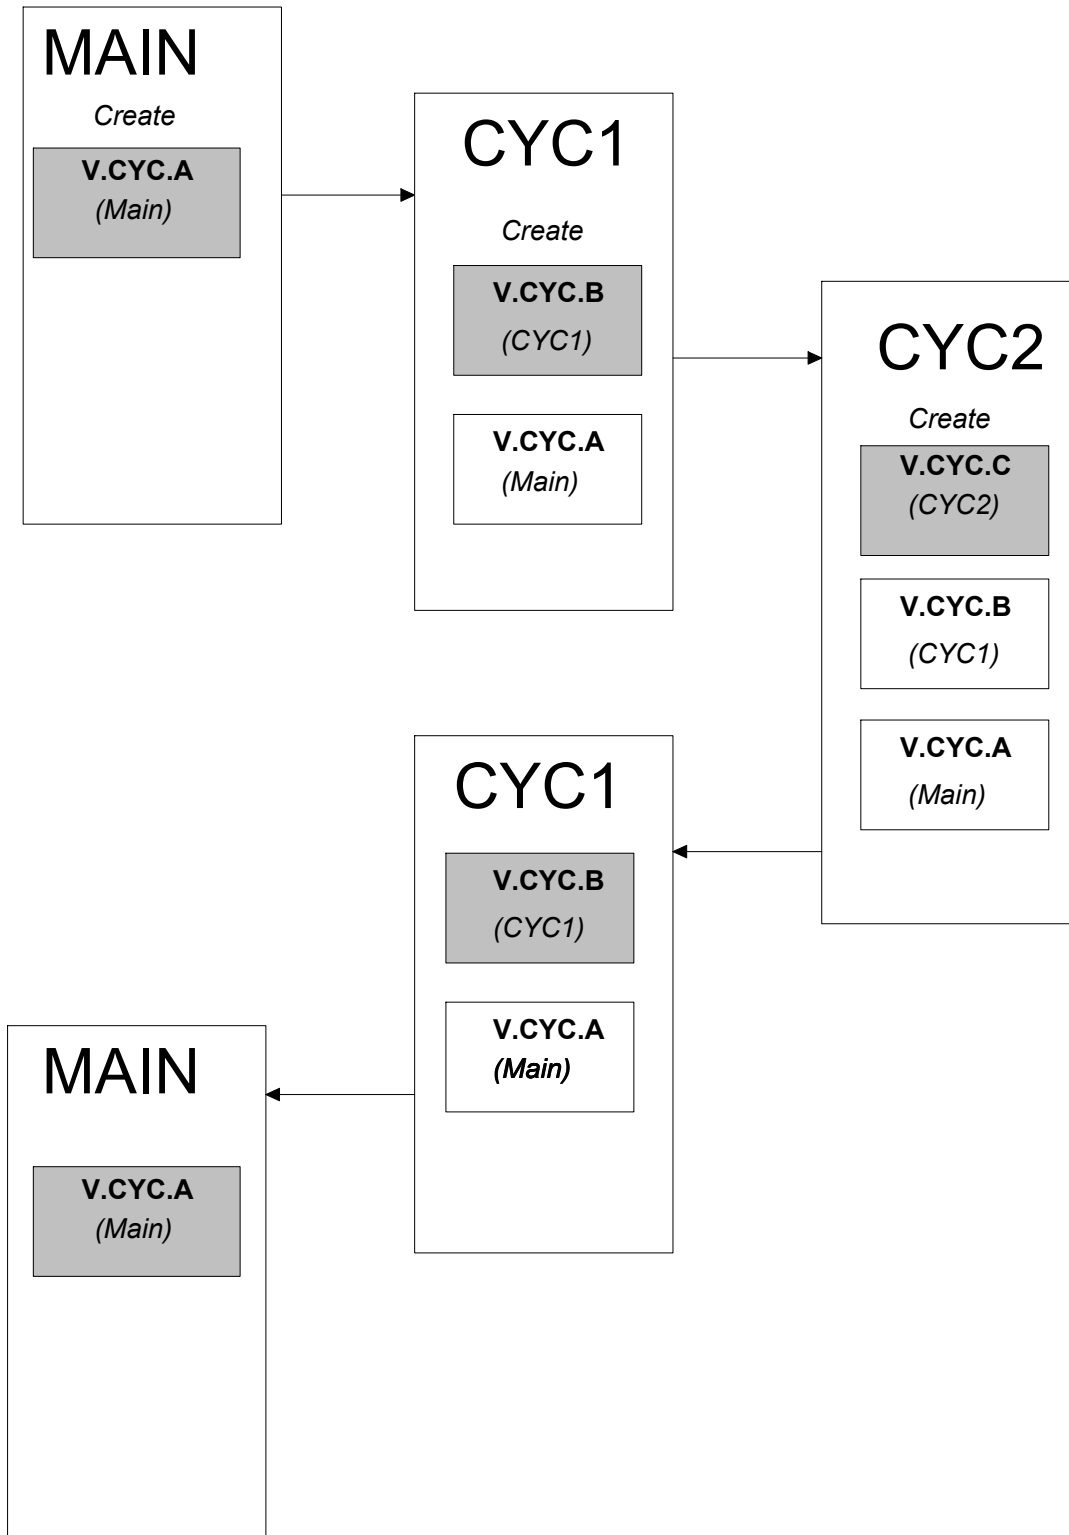 MAIN
Create
V.CYC.A
(Main)
CYC1
Create
V.CYC.B
(CYC1)
V.CYC.A
(Main)
CYC2
Create
V.CYC.C
(CYC2)
V.CYC.B
(CYC1)
V.CYC.A
(Main)
CYC1
V.CYC.B
(CYC1)
V.CYC.A
(Main)
MAIN
V.CYC.A
(Main)